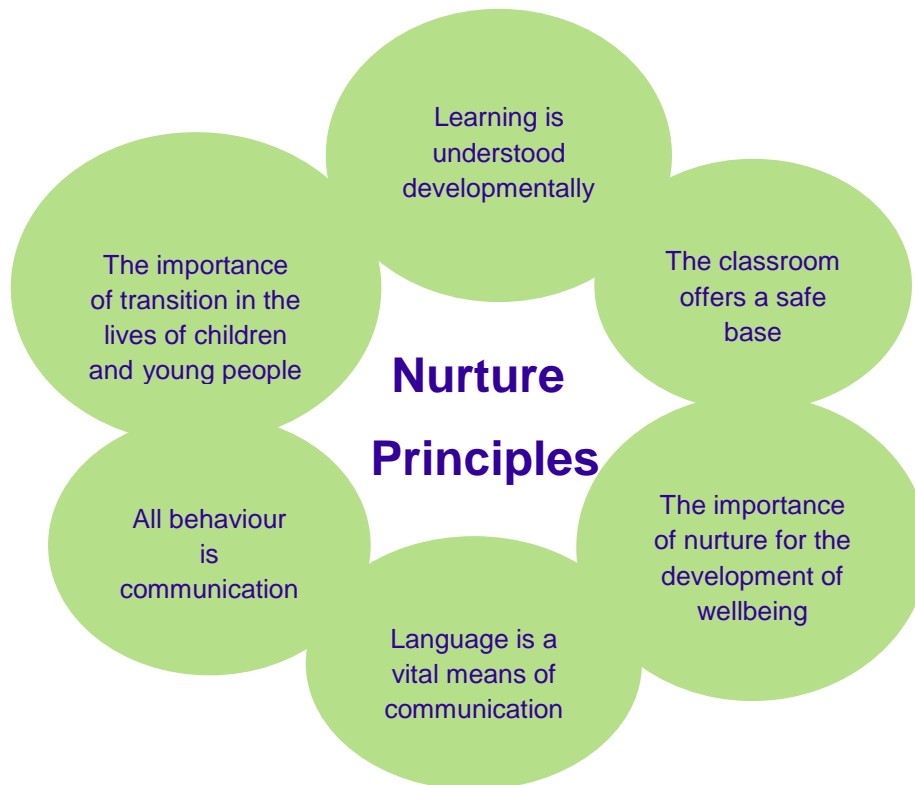 Learning is
understood
developmentally
The classroom
offers a safe
base
The importance
of nurture for the
development of
wellbeing
Language is a
vital means of
communication
All behaviour
is
communication
The importance
of transition in the
lives of children
and young people
Nurture
Principles